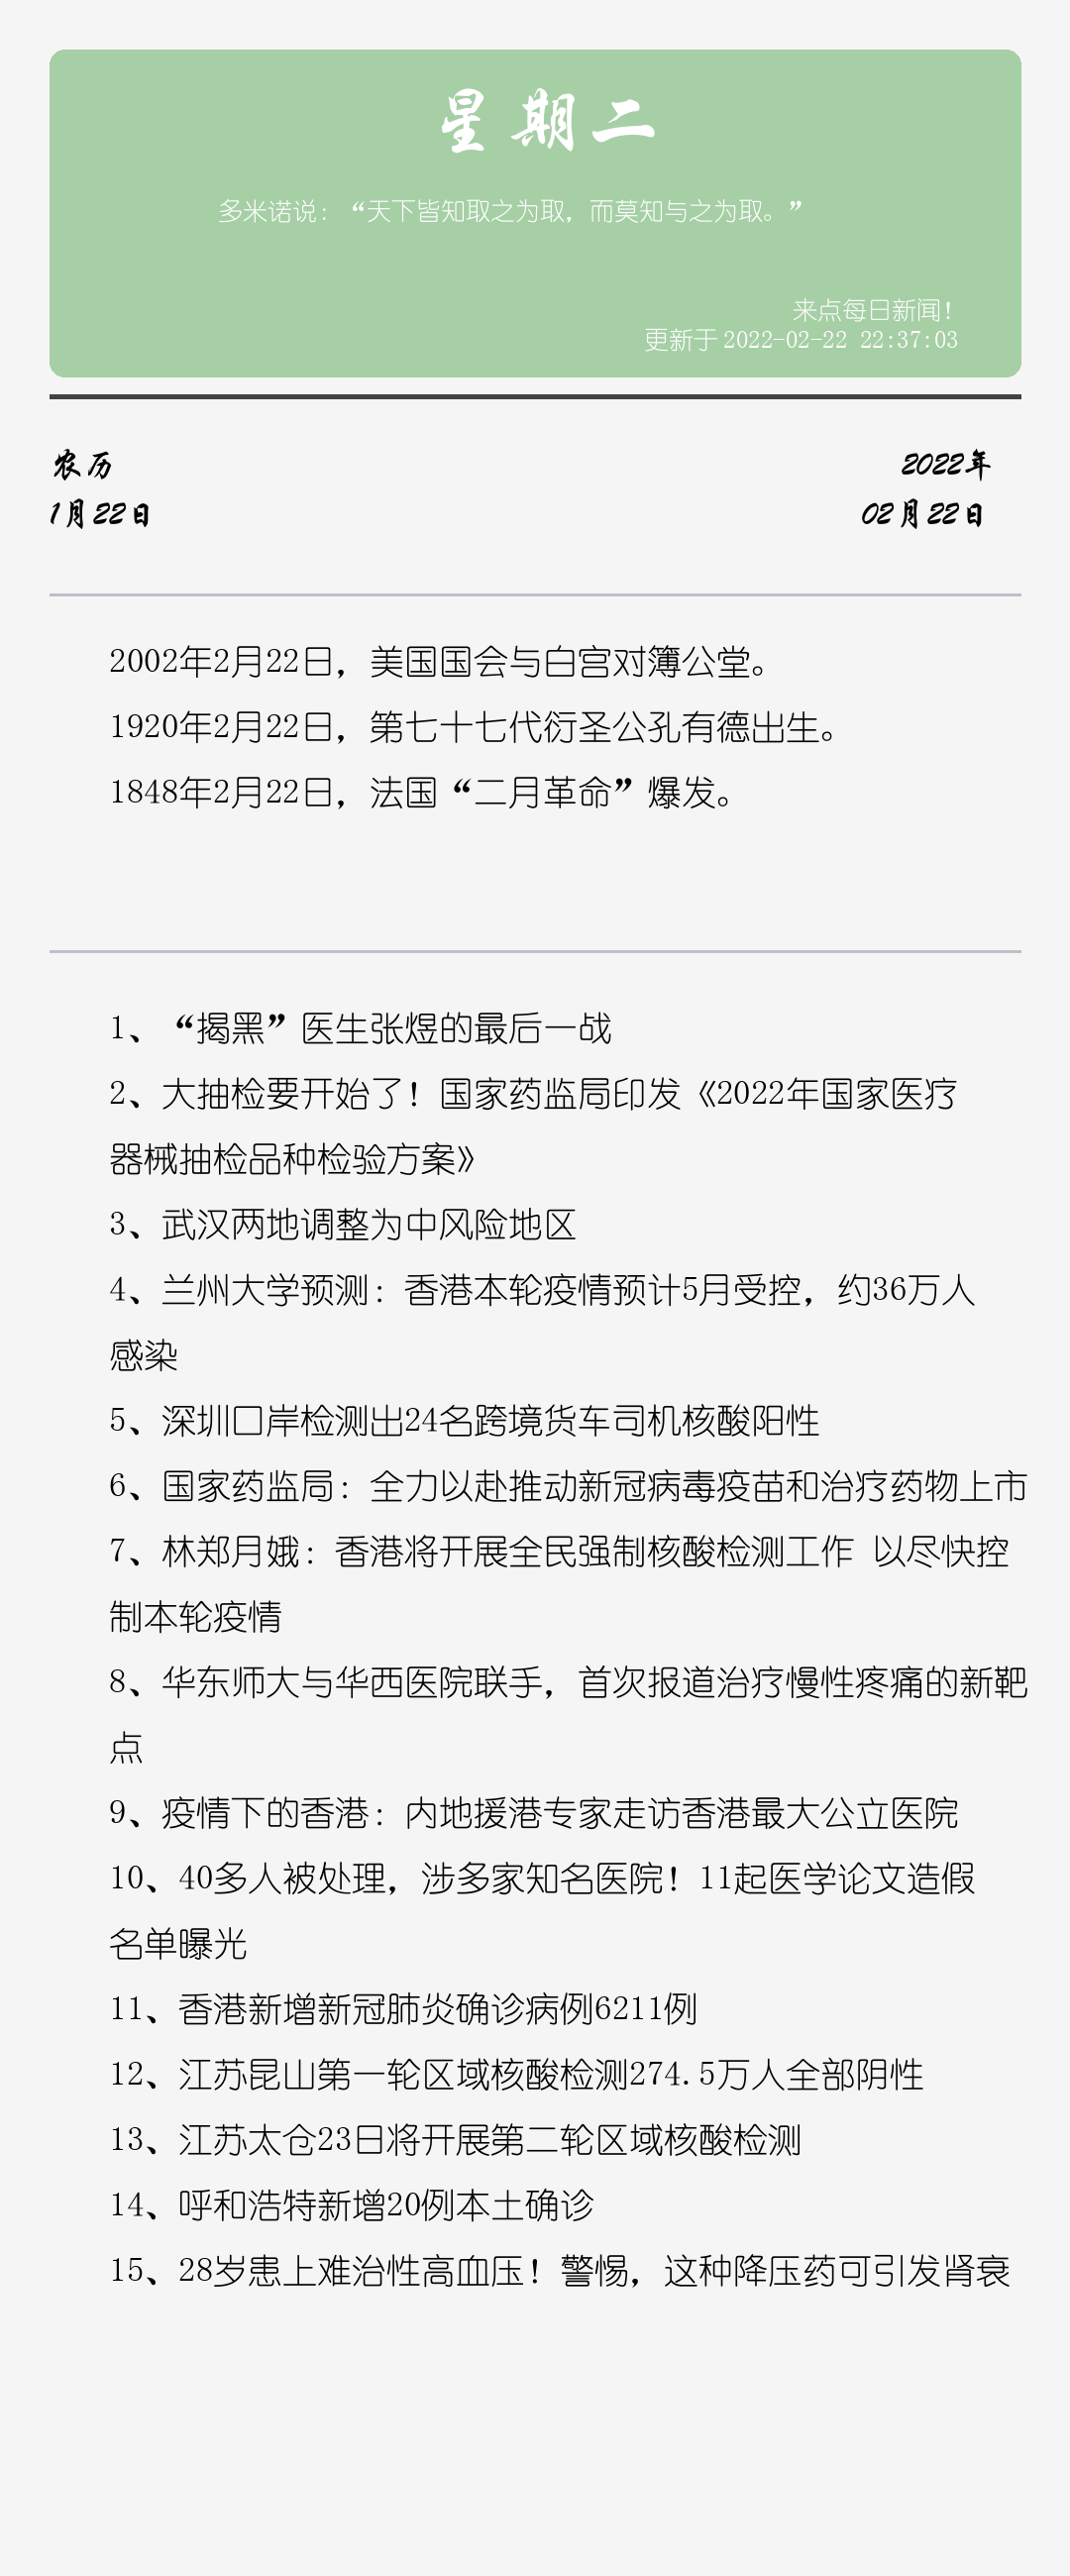 星期二
多米诺说：“天下皆知取之为取，而莫知与之为取。”
来点每日新闻！
更新于 2022-02-22 22:37:03
农历
1月22日
2022年
02月22日
2002年2月22日，美国国会与白宫对簿公堂。
1920年2月22日，第七十七代衍圣公孔有德出生。
1848年2月22日，法国“二月革命”爆发。
1、“揭黑”医生张煜的最后一战
2、大抽检要开始了！国家药监局印发《2022年国家医疗
器械抽检品种检验方案》
3、武汉两地调整为中风险地区
4、兰州大学预测：香港本轮疫情预计5月受控，约36万人
感染
5、深圳口岸检测出24名跨境货车司机核酸阳性
6、国家药监局：全力以赴推动新冠病毒疫苗和治疗药物上市
7、林郑月娥：香港将开展全民强制核酸检测工作 以尽快控
制本轮疫情
8、华东师大与华西医院联手，首次报道治疗慢性疼痛的新靶
点
9、疫情下的香港：内地援港专家走访香港最大公立医院
10、40多人被处理，涉多家知名医院！11起医学论文造假
名单曝光
11、香港新增新冠肺炎确诊病例6211例
12、江苏昆山第一轮区域核酸检测274.5万人全部阴性
13、江苏太仓23日将开展第二轮区域核酸检测
14、呼和浩特新增20例本土确诊
15、28岁患上难治性高血压！警惕，这种降压药可引发肾衰